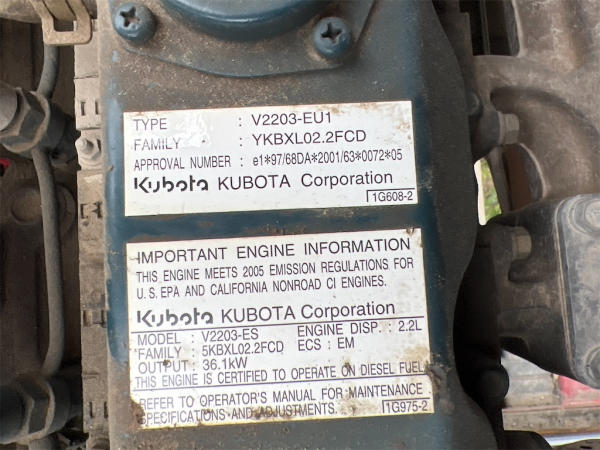 TYPE : V2203-EU1
FAMILY : YKBXL02.2FCD
APPROVAL NUMBER : e1*97/68DA*2001/63*0072*05
Kubota KUBOTA Corporation
1G608-2
IMPORTANT ENGINE INFORMATION
THIS ENGINE MEETS 2005 EMISSION REGULATIONS FOR
U.S. EPA AND CALIFORNIA NONROAD CI ENGINES.
Kubota KUBOTA Corporation
MODEL : V2203-ES ENGINE DISP. : 2.2L
FAMILY : 5KBXL02.2FCD ECS : EM
OUTPUT : 36.1kW
THIS ENGINE IS CERTIFIED TO OPERATE ON DIESEL FUEL
REFER TO OPERATOR'S MANUAL FOR MAINTENANCE
SPECIFICATIONS AND ADJUSTMENTS. 1G975-2